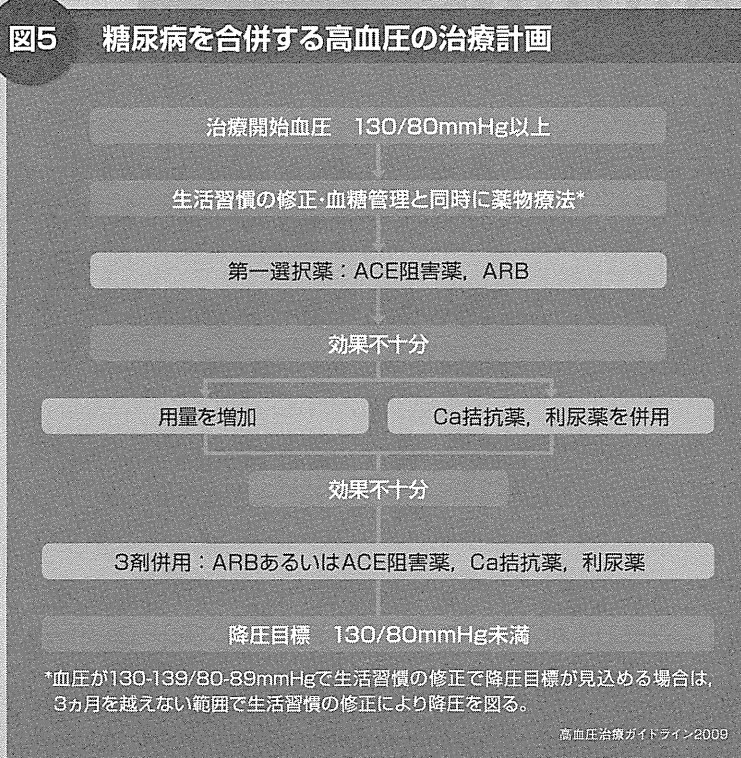 図5 糖尿病を合併する高血圧の治療計画
治療開始血圧 130/80mmHg以上
生活習慣の修正・血糖管理と同時に薬物療法*
第一選択薬：ACE阻害薬，ARB
効果不十分
用量を増加
Ca拮抗薬，利尿薬を併用
効果不十分
3剤併用：ARBあるいはACE阻害薬，Ca拮抗薬，利尿薬
降圧目標 130/80mmHg未満
*血圧が130-139/80-89mmHgで生活習慣の修正で降圧目標が見込める場合は，
3ヵ月を越えない範囲で生活習慣の修正により降圧を図る。
高血圧治療ガイドライン2009